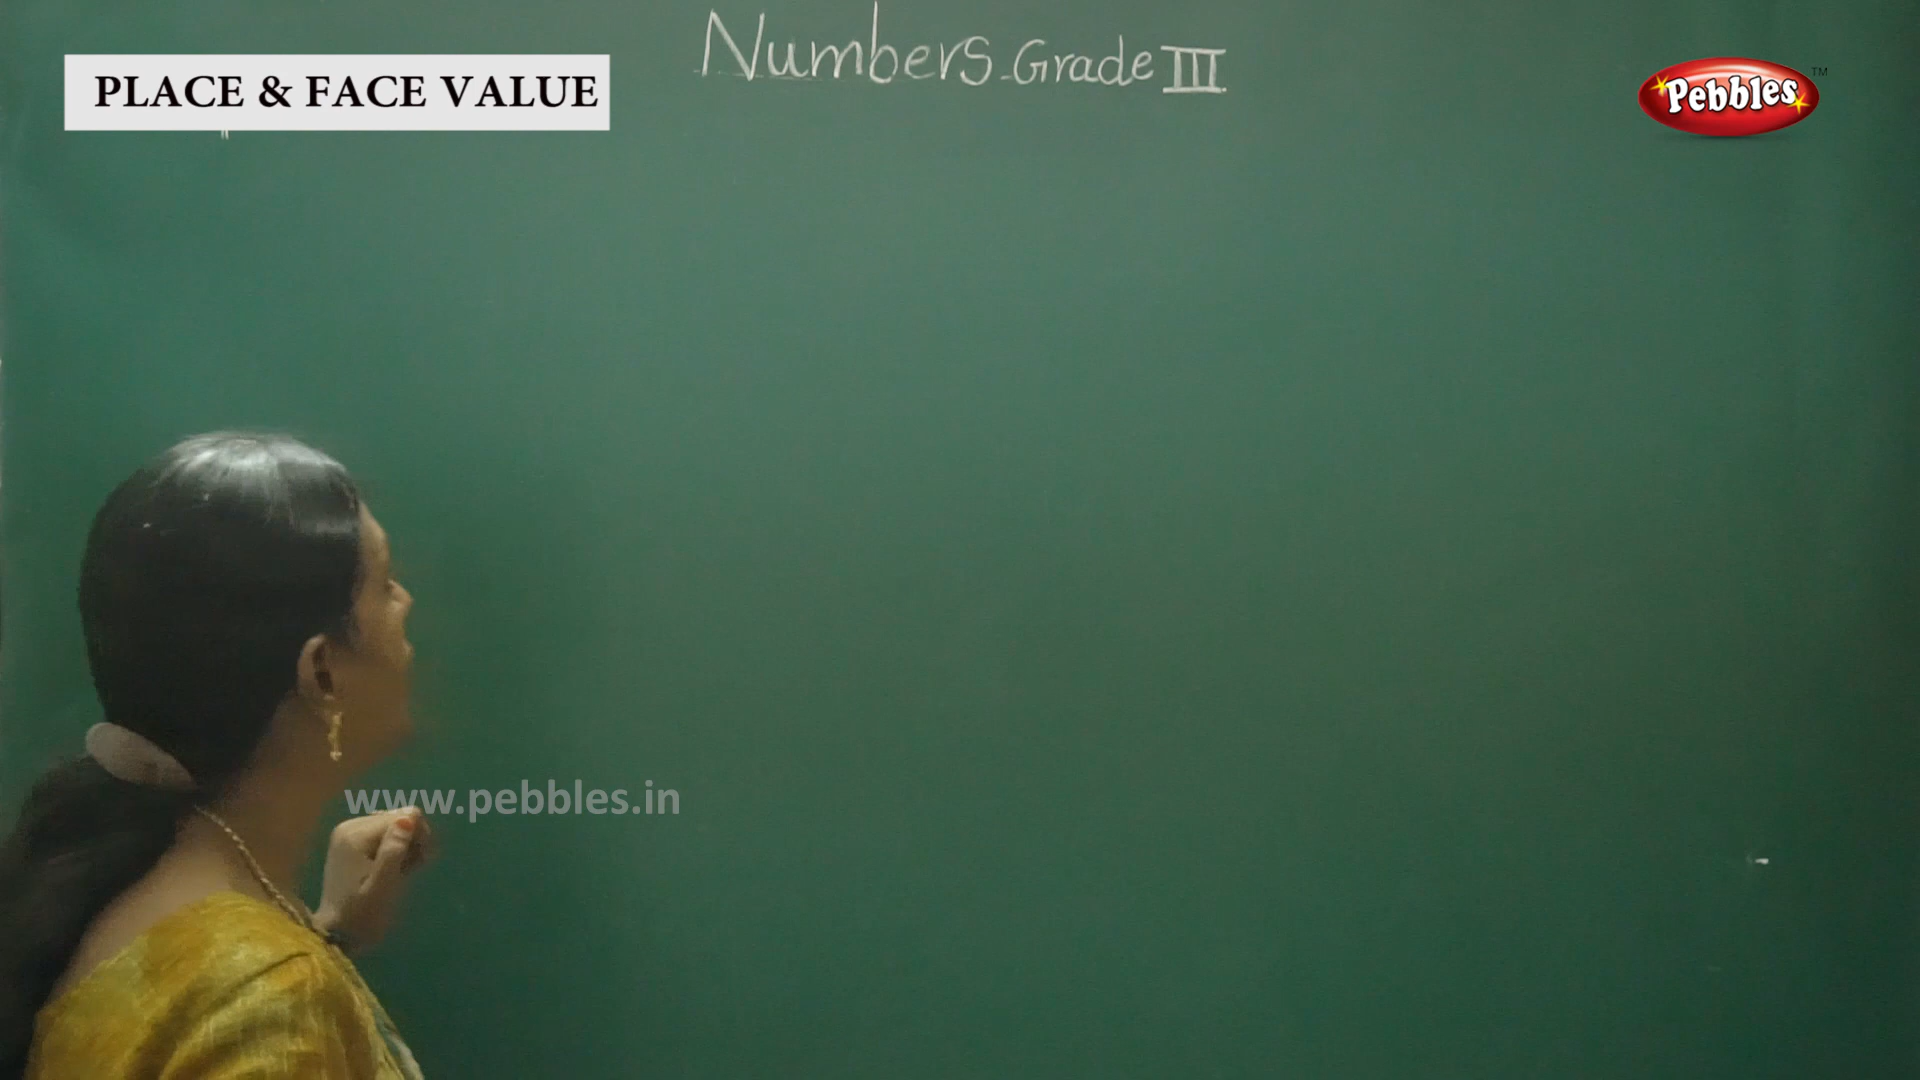 Numbers - Grade III
PLACE & FACE VALUE
Pebbles TM
www.pebbles.in